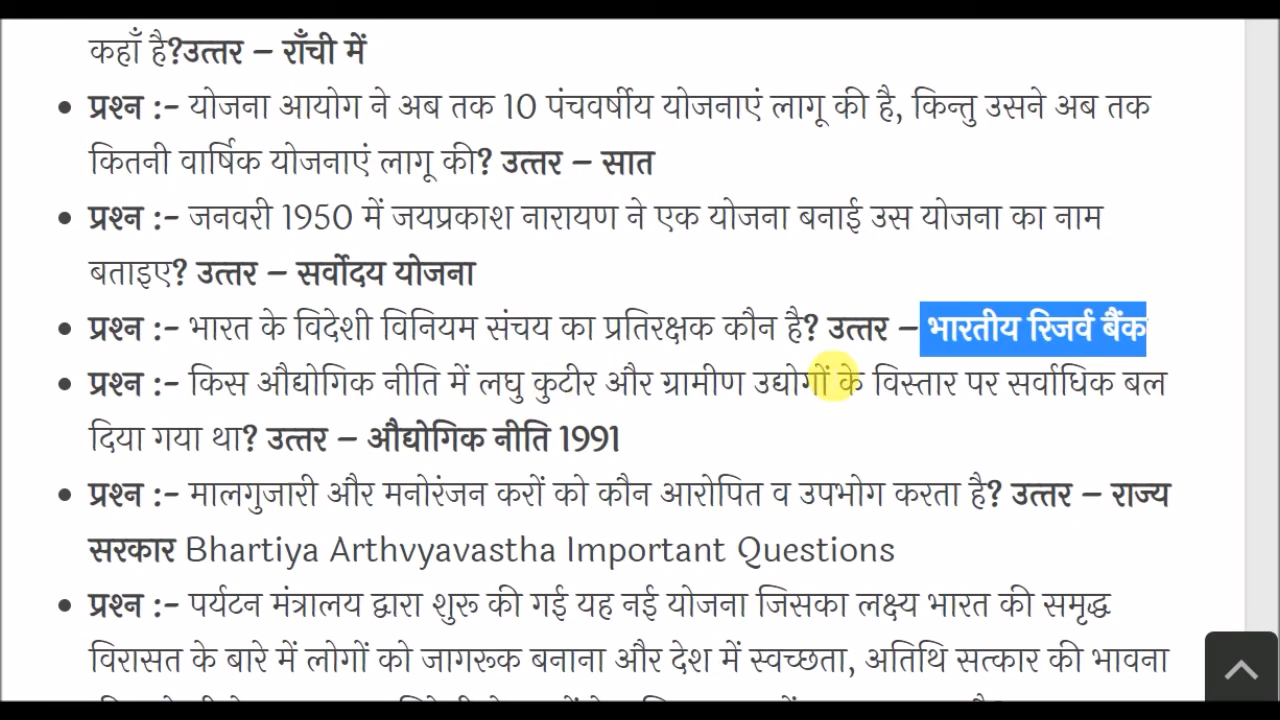 कहाँ है?उत्तर – राँची में
प्रश्न :- योजना आयोग ने अब तक 10 पंचवर्षीय योजनाएं लागू की है, किन्तु उसने अब तक
कितनी वार्षिक योजनाएं लागू की? उत्तर – सात
प्रश्न :- जनवरी 1950 में जयप्रकाश नारायण ने एक योजना बनाई उस योजना का नाम
बताइए? उत्तर – सर्वोदय योजना
प्रश्न :- भारत के विदेशी विनियम संचय का प्रतिरक्षक कौन है? उत्तर – भारतीय रिजर्व बैंक
प्रश्न :- किस औद्योगिक नीति में लघु कुटीर और ग्रामीण उद्योगों के विस्तार पर सर्वाधिक बल
दिया गया था? उत्तर – औद्योगिक नीति 1991
प्रश्न :- मालगुजारी और मनोरंजन करों को कौन आरोपित व उपभोग करता है? उत्तर – राज्य
सरकार Bhartiya Arthvyavastha Important Questions
प्रश्न :- पर्यटन मंत्रालय द्वारा शुरू की गई यह नई योजना जिसका लक्ष्य भारत की समृद्ध
विरासत के बारे में लोगों को जागरूक बनाना और देश में स्वच्छता, अतिथि सत्कार की भावना